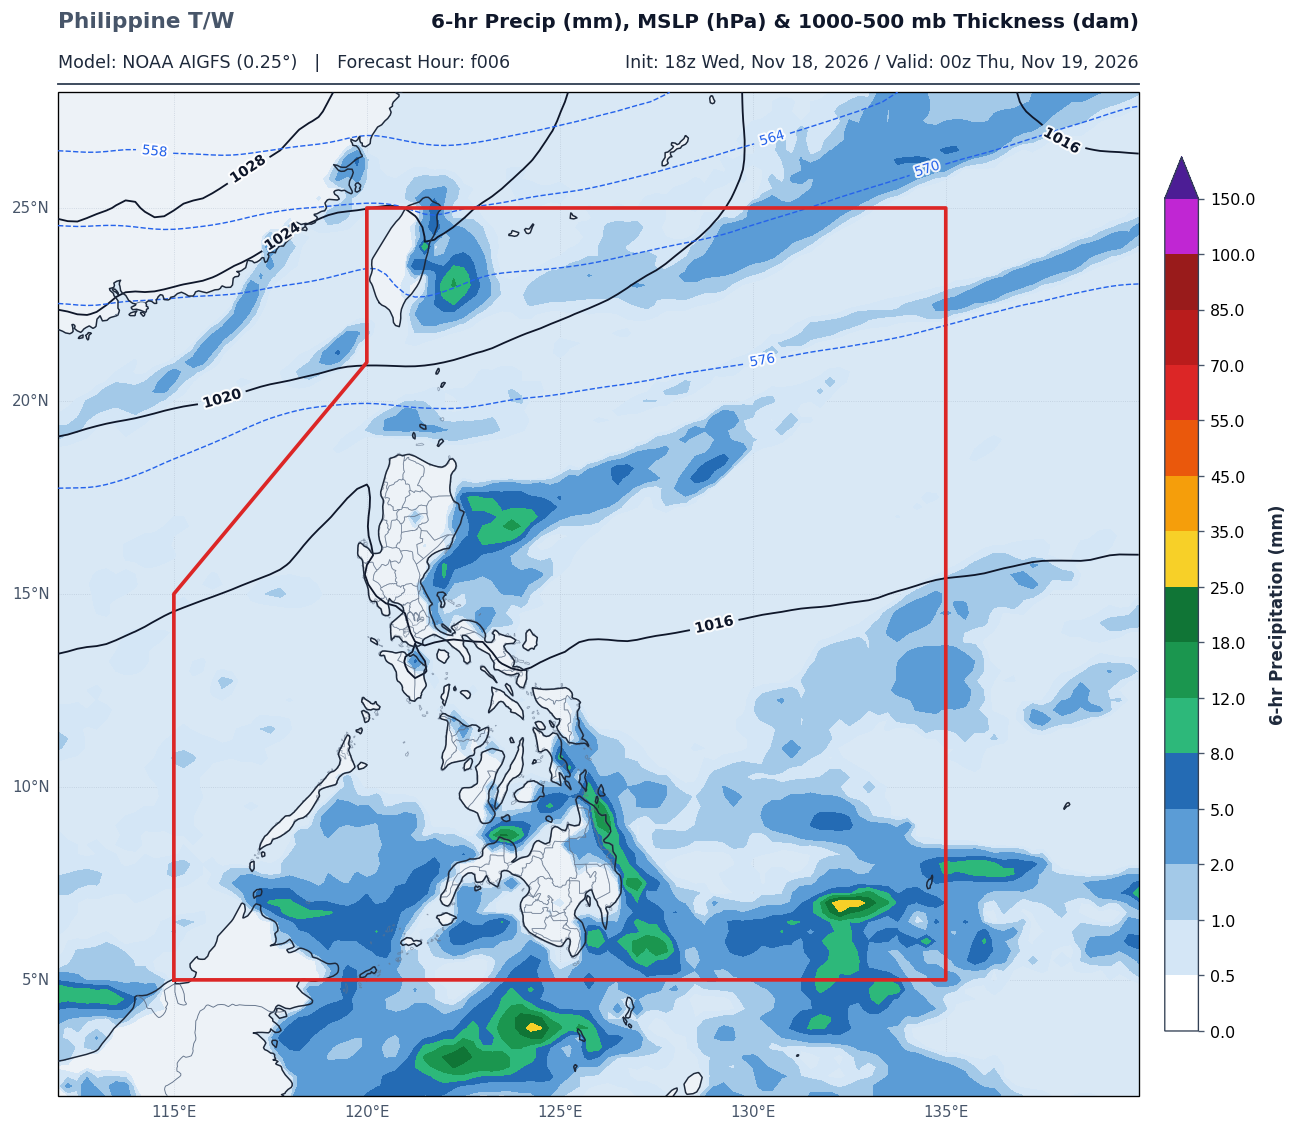 Philippine T/W
6-hr Precip (mm), MSLP (hPa) & 1000-500 mb Thickness (dam)
Model: NOAA AIGFS (0.25°) | Forecast Hour: f006
Init: 18z Wed, Nov 18, 2026 / Valid: 00z Thu, Nov 19, 2026
558
1028
564
1016
570
1024
576
1020
1016
25°N
20°N
15°N
10°N
5°N
115°E
120°E
125°E
130°E
135°E
150.0
100.0
85.0
70.0
55.0
45.0
35.0
25.0
18.0
12.0
8.0
5.0
2.0
1.0
0.5
0.0
6-hr Precipitation (mm)